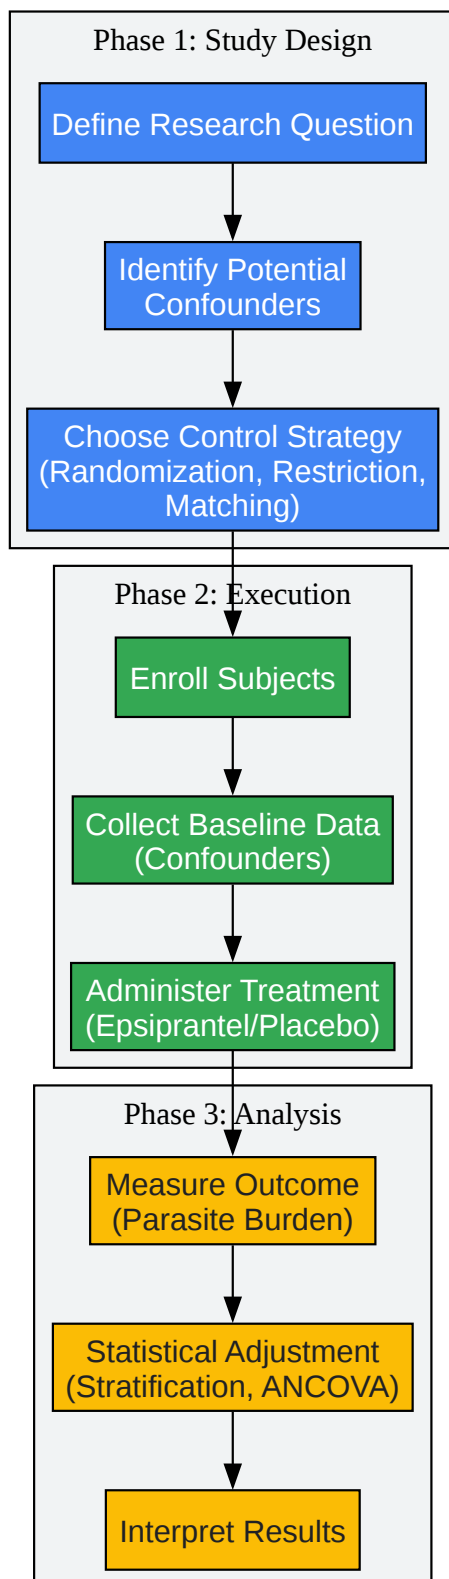 Phase 1: Study Design
Define Research Question
Identify Potential
Confounders
Choose Control Strategy
(Randomization, Restriction,
Matching)
Phase 2: Execution
Enroll Subjects
Collect Baseline Data
(Confounders)
Administer Treatment
(Epsiprantel/Placebo)
Phase 3: Analysis
Measure Outcome
(Parasite Burden)
Statistical Adjustment
(Stratification, ANCOVA)
Interpret Results